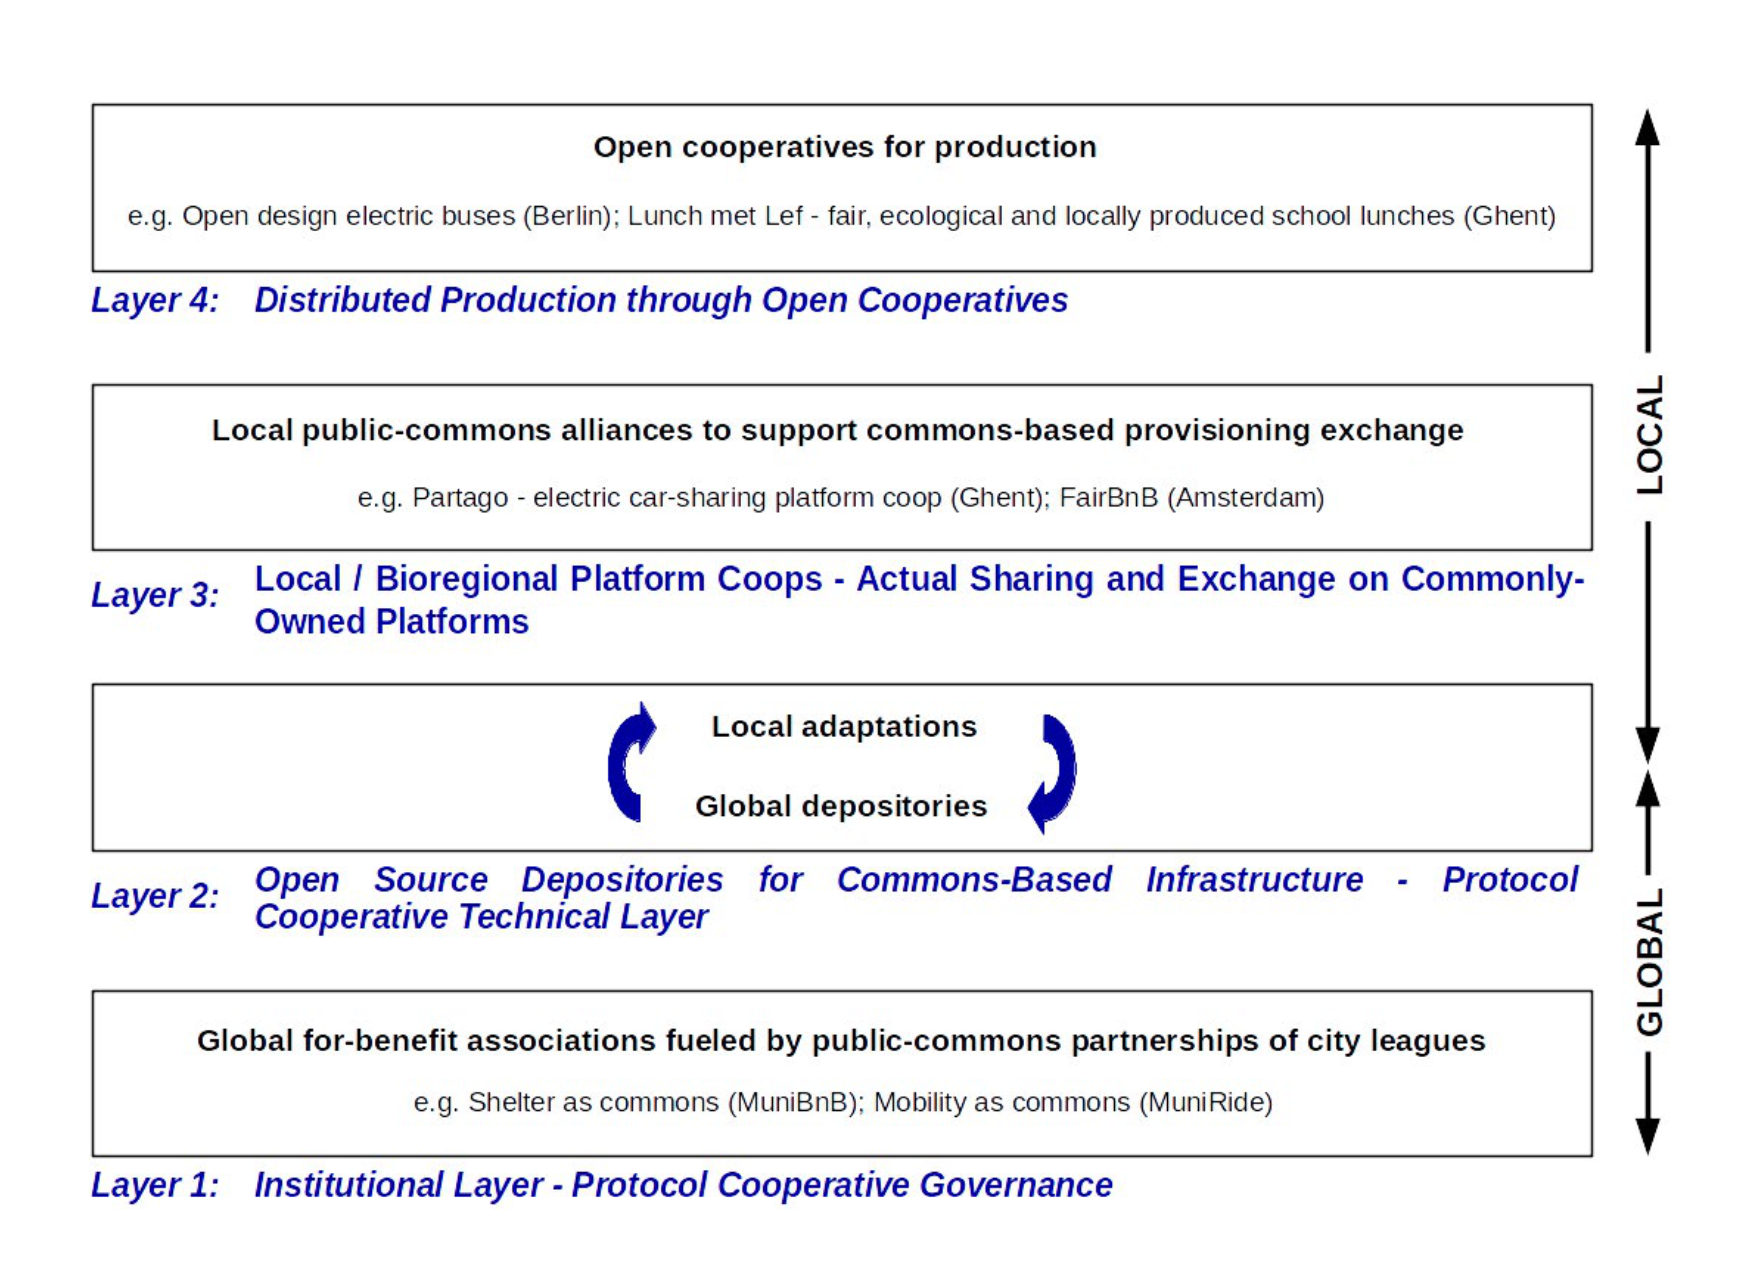 Open cooperatives for production
e.g. Open design electric buses (Berlin); Lunch met Lef - fair, ecological and locally produced school lunches (Ghent)
Layer 4: Distributed Production through Open Cooperatives
Local public-commons alliances to support commons-based provisioning exchange
e.g. Partago - electric car-sharing platform coop (Ghent); FairBnB (Amsterdam)
Layer 3: Local / Bioregional Platform Coops - Actual Sharing and Exchange on Commonly-
Owned Platforms
LOCAL
Local adaptations
Global depositories
Layer 2: Open Source Depositories for Commons-Based Infrastructure - Protocol
Cooperative Technical Layer
GLOBAL
Global for-benefit associations fueled by public-commons partnerships of city leagues
e.g. Shelter as commons (MuniBnB); Mobility as commons (MuniRide)
Layer 1: Institutional Layer - Protocol Cooperative Governance